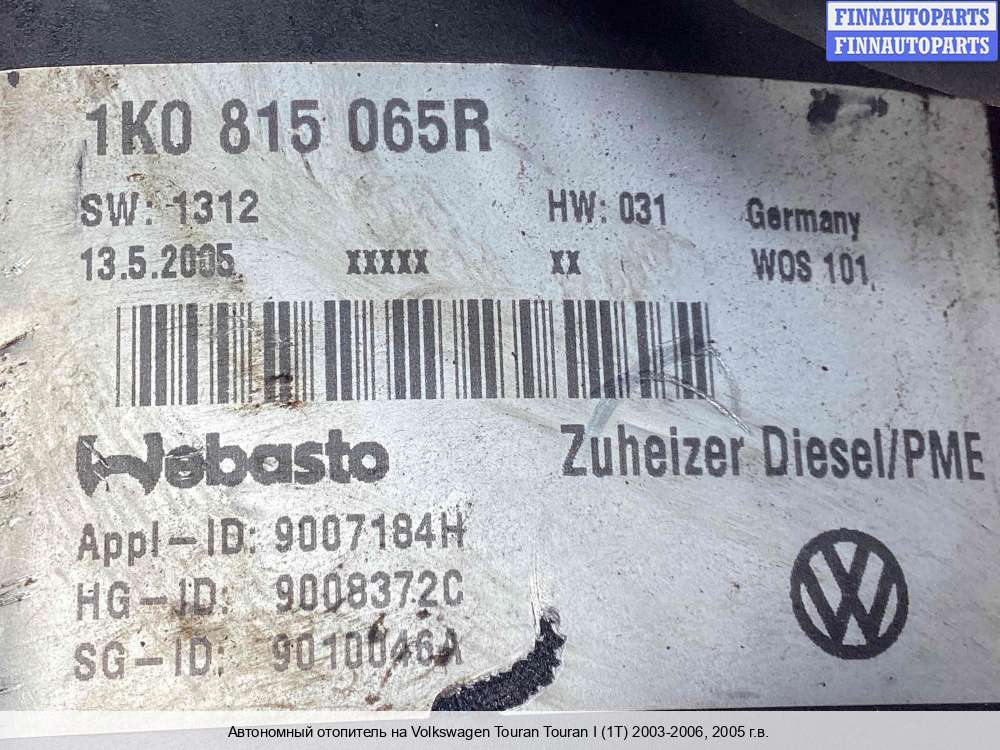 FINNAUTOPARTS
FINNAUTOPARTS
1K0 815 065R
SW: 1312 HW: 031 Germany
13.5.2005 XXXXX XX WOS 101
Webasto Zuheizer Diesel/PME
Appl-ID: 9007184H
HG-ID: 9008372C
SG-ID: 9010046A
Автономный отопитель на Volkswagen Touran Touran I (1T) 2003-2006, 2005 г.в.